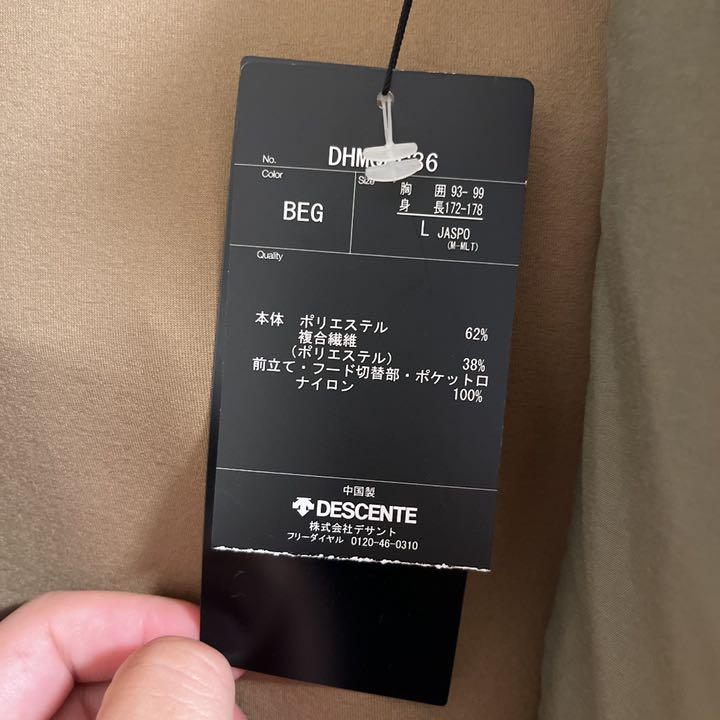 No.
Color
BEG
Size
胸 囲 93- 99
身 長172-178
L JASPO
(M-MLT)
Quality
本体 ポリエステル 62%
複合繊維
(ポリエステル) 38%
前立て・フード切替部・ポケット口
ナイロン 100%
中国製
DESCENTE
株式会社デサント
フリーダイヤル 0120-46-0310